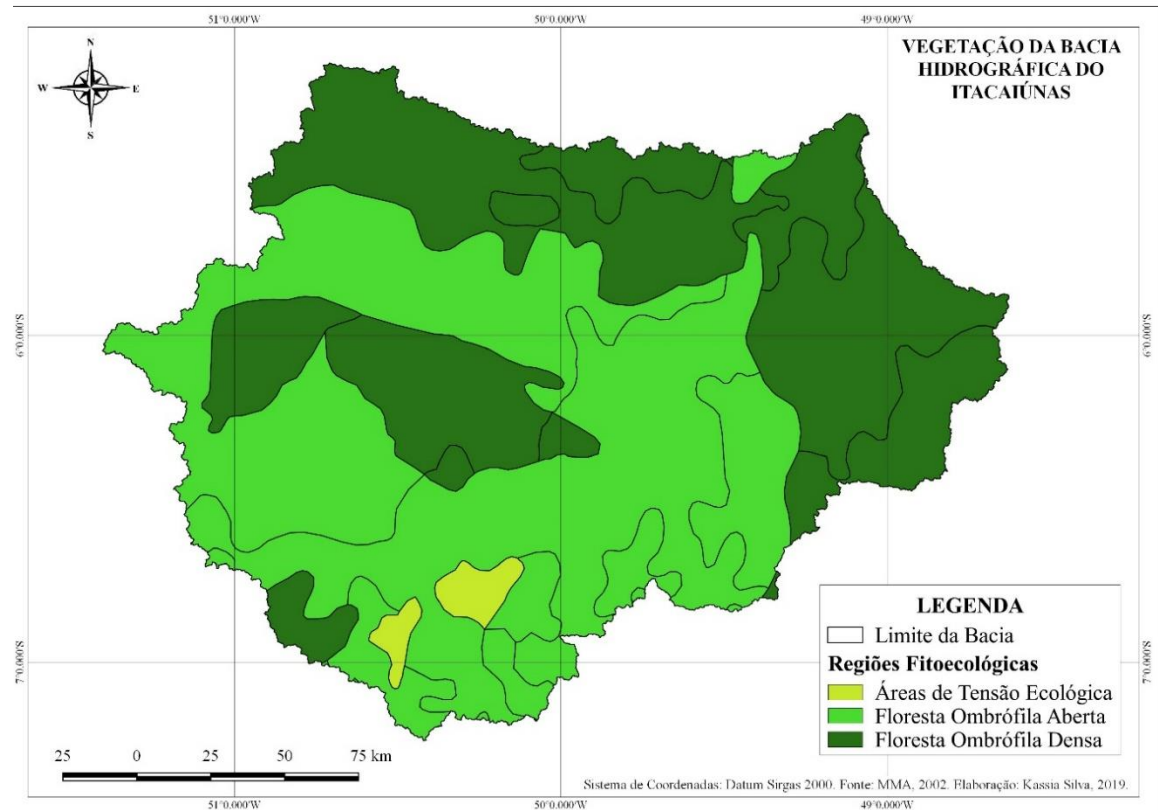 51°0.000'W
50°0.000'W
49°0.000'W
N
W
E
S
VEGETAÇÃO DA BACIA
HIDROGRÁFICA DO
ITACAIÚNAS
6°0.000'S
6°0.000'S
7°0.000'S
7°0.000'S
LEGENDA
Limite da Bacia
Regiões Fitoecológicas
Áreas de Tensão Ecológica
Floresta Ombrófila Aberta
Floresta Ombrófila Densa
25 0 25 50 75 km
Sistema de Coordenadas: Datum Sirgas 2000. Fonte: MMA, 2002. Elaboração: Kassia Silva, 2019.
51°0.000'W
50°0.000'W
49°0.000'W